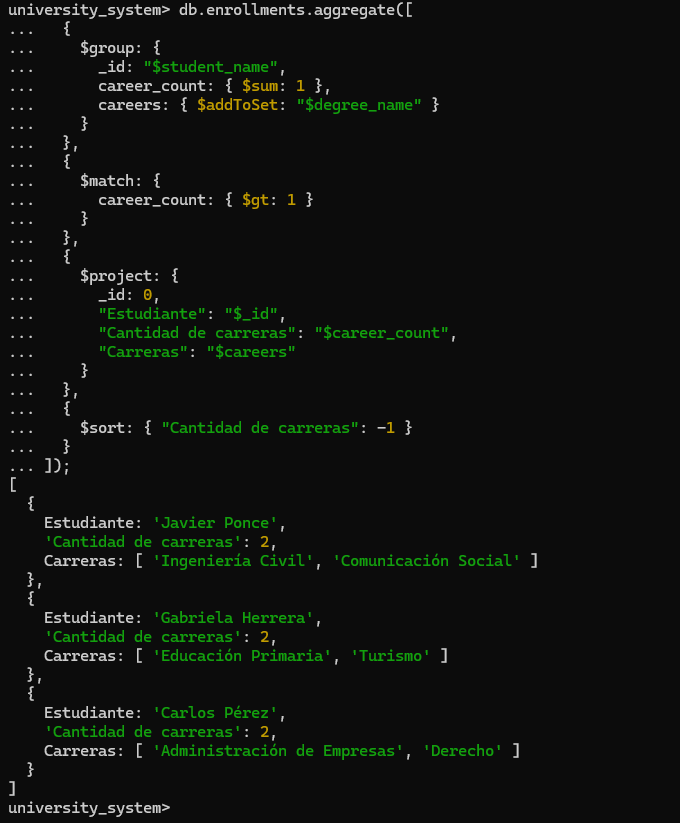 university_system> db.enrollments.aggregate([
...   {
...     $group: {
...       _id: "$student_name",
...       career_count: { $sum: 1 },
...       careers: { $addToSet: "$degree_name" }
...     }
...   },
...   {
...     $match: {
...       career_count: { $gt: 1 }
...     }
...   },
...   {
...     $project: {
...       _id: 0,
...       "Estudiante": "$_id",
...       "Cantidad de carreras": "$career_count",
...       "Carreras": "$careers"
...     }
...   },
...   {
...     $sort: { "Cantidad de carreras": -1 }
...   }
... ]);
[
  {
    Estudiante: 'Javier Ponce',
    'Cantidad de carreras': 2,
    Carreras: [ 'Ingeniería Civil', 'Comunicación Social' ]
  },
  {
    Estudiante: 'Gabriela Herrera',
    'Cantidad de carreras': 2,
    Carreras: [ 'Educación Primaria', 'Turismo' ]
  },
  {
    Estudiante: 'Carlos Pérez',
    'Cantidad de carreras': 2,
    Carreras: [ 'Administración de Empresas', 'Derecho' ]
  }
]
university_system>